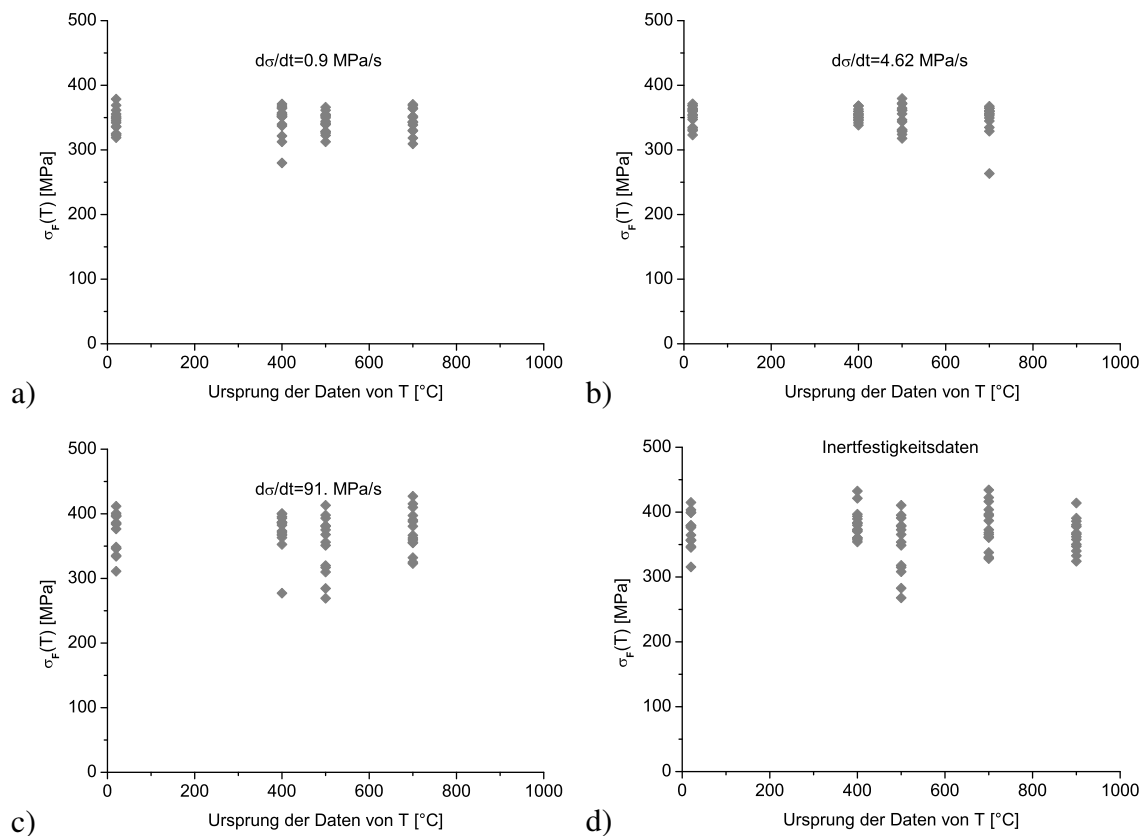 500
400
300
200
100
0
σF(T) [MPa]
dσ/dt=0.9 MPa/s
0 200 400 600 800 1000
Ursprung der Daten von T [°C]
a)
500
400
300
200
100
0
σF(T) [MPa]
dσ/dt=4.62 MPa/s
0 200 400 600 800 1000
Ursprung der Daten von T [°C]
b)
500
400
300
200
100
0
σF(T) [MPa]
dσ/dt=91. MPa/s
0 200 400 600 800 1000
Ursprung der Daten von T [°C]
c)
500
400
300
200
100
0
σF(T) [MPa]
Inertfestigkeitsdaten
0 200 400 600 800 1000
Ursprung der Daten von T [°C]
d)